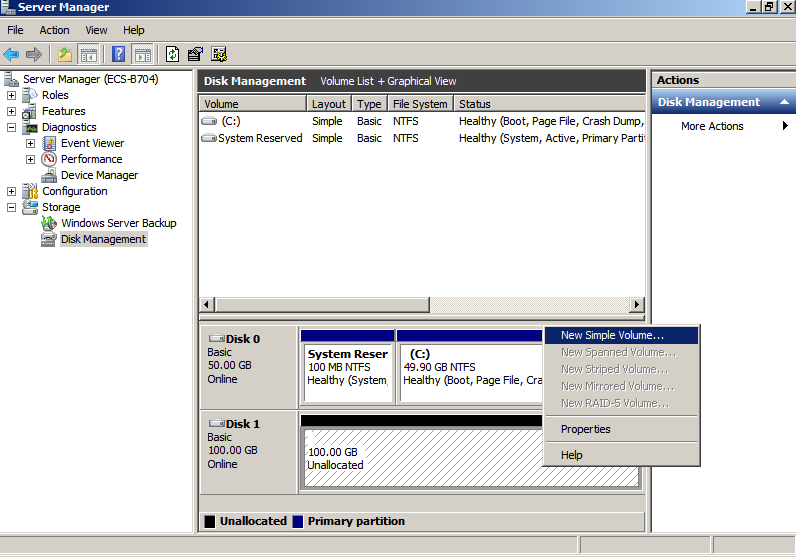 Server Manager
File Action View Help
Server Manager (ECS-B704)
Roles
Features
Diagnostics
Event Viewer
Performance
Device Manager
Configuration
Storage
Windows Server Backup
Disk Management
Disk Management Volume List + Graphical View
Volume Layout Type File System Status
(C:) Simple Basic NTFS Healthy (Boot, Page File, Crash Dump,
System Reserved Simple Basic NTFS Healthy (System, Active, Primary Parti
Disk 0
Basic
50.00 GB
Online
System Reser
100 MB NTFS
Healthy (System,
(C:)
49.90 GB NTFS
Healthy (Boot, Page File, Cra
Disk 1
Basic
100.00 GB
Online
100.00 GB
Unallocated
New Simple Volume...
New Spanned Volume...
New Striped Volume...
New Mirrored Volume...
New RAID-5 Volume...
Properties
Help
Unallocated Primary partition
Actions
Disk Management
More Actions